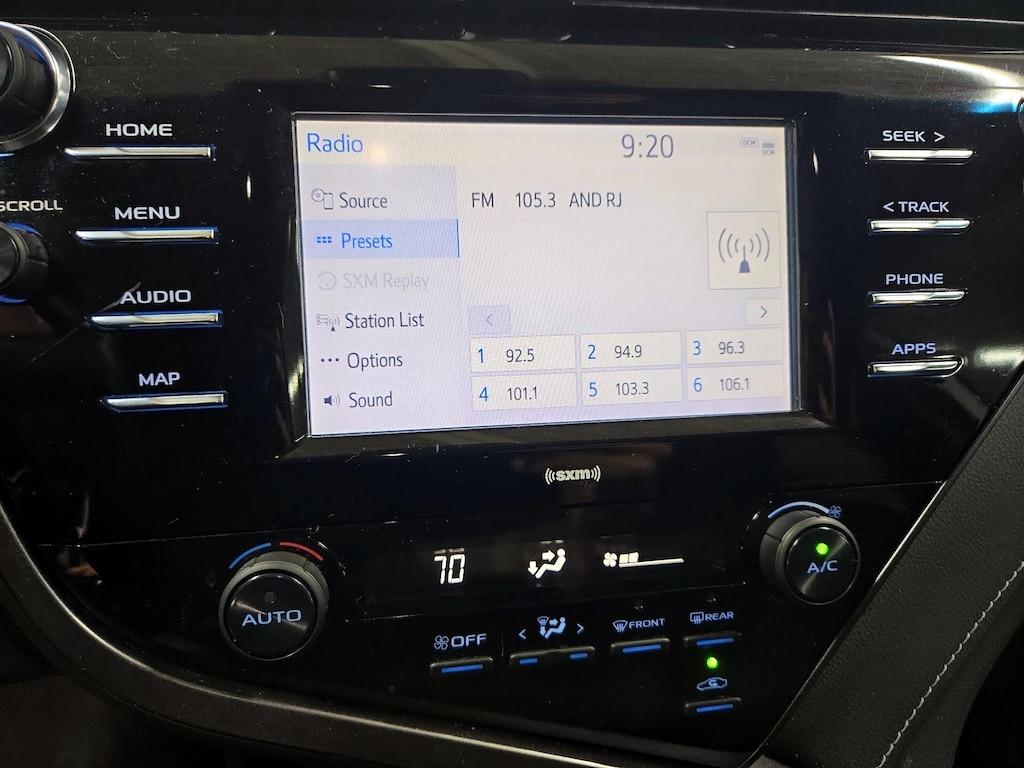 HOME
MENU
SCROLL
AUDIO
MAP
Radio
9:20
DCM
DCM
Source
Presets
SXM Replay
Station List
Options
Sound
FM 105.3 AND RJ
<
>
1 92.5
2 94.9
3 96.3
4 101.1
5 103.3
6 106.1
SEEK >
< TRACK
PHONE
APPS
((sxm))
70
AUTO
OFF
< >
FRONT
REAR
A/C